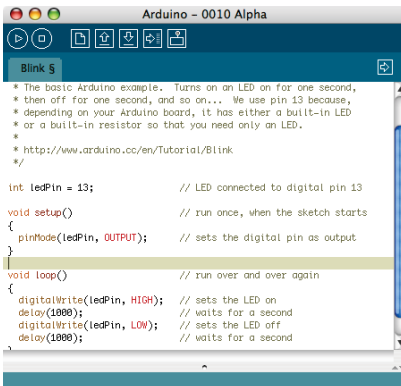 Arduino - 0010 Alpha
Blink §
* The basic Arduino example.  Turns on an LED on for one second,
* then off for one second, and so on...  We use pin 13 because,
* depending on your Arduino board, it has either a built-in LED
* or a built-in resistor so that you need only an LED.
*
* http://www.arduino.cc/en/Tutorial/Blink
*/
int ledPin = 13;                // LED connected to digital pin 13
void setup()                    // run once, when the sketch starts
{
  pinMode(ledPin, OUTPUT);      // sets the digital pin as output
}
void loop()                     // run over and over again
{
  digitalWrite(ledPin, HIGH);   // sets the LED on
  delay(1000);                  // waits for a second
  digitalWrite(ledPin, LOW);    // sets the LED off
  delay(1000);                  // waits for a second
}